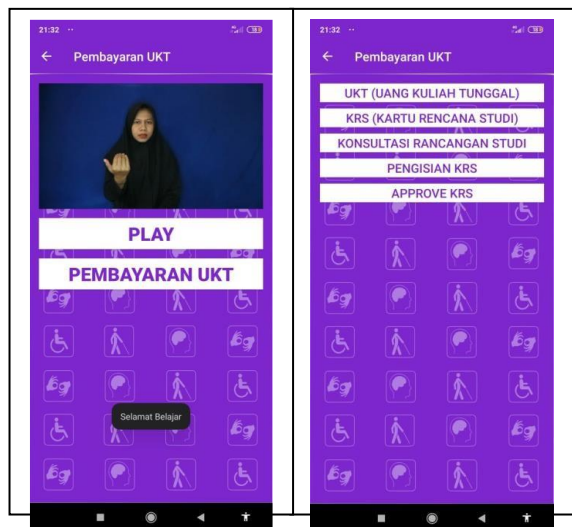 21:32
Pembayaran UKT
PLAY
PEMBAYARAN UKT
Selamat Belajar
21:32
Pembayaran UKT
UKT (UANG KULIAH TUNGGAL)
KRS (KARTU RENCANA STUDI)
KONSULTASI RANCANGAN STUDI
PENGISIAN KRS
APPROVE KRS